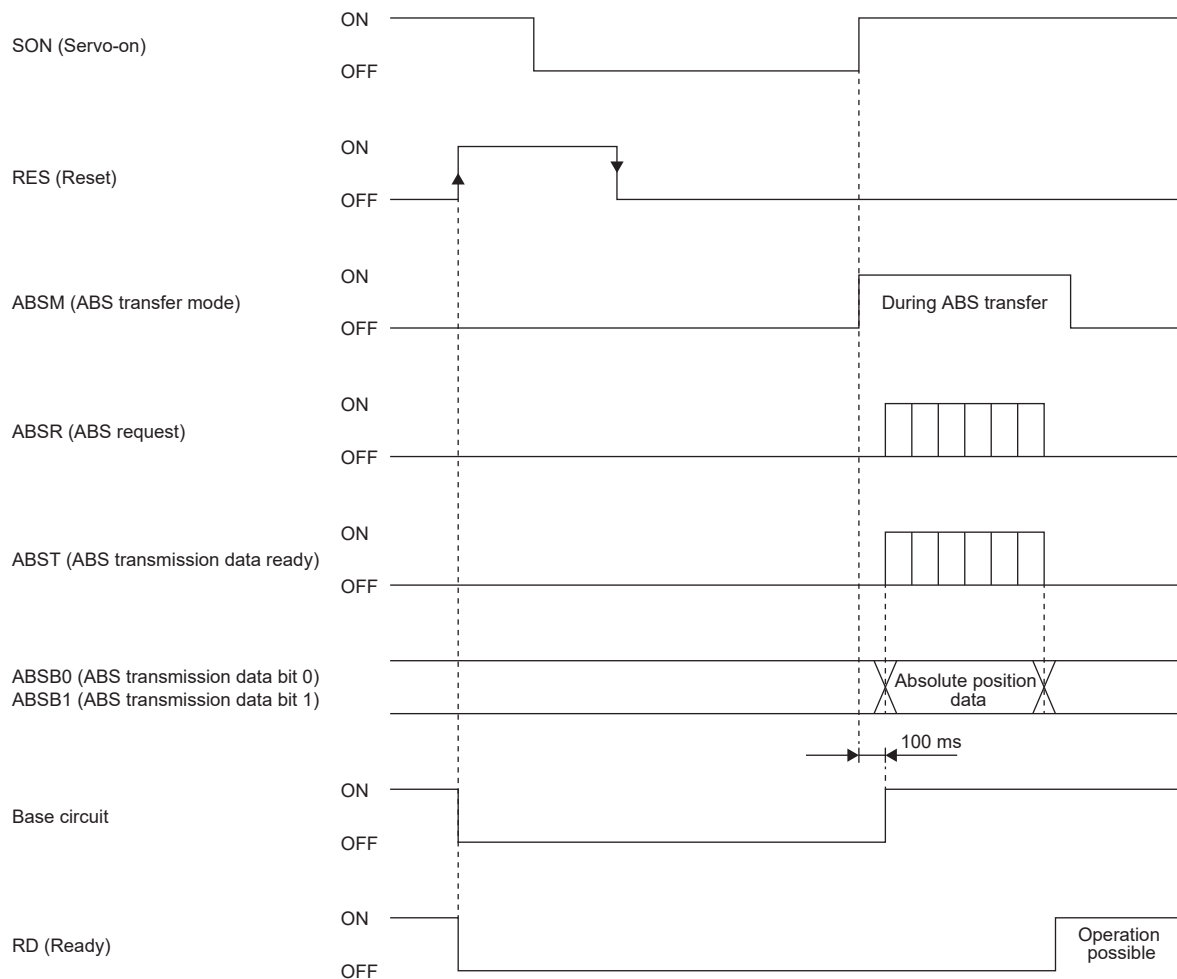 ON
SON (Servo-on)
OFF
ON
RES (Reset)
OFF
ON
ABSM (ABS transfer mode)
During ABS transfer
OFF
ON
ABSR (ABS request)
OFF
ON
ABST (ABS transmission data ready)
OFF
ABSB0 (ABS transmission data bit 0)
ABSB1 (ABS transmission data bit 1)
Absolute position
data
100 ms
ON
Base circuit
OFF
ON
RD (Ready)
Operation
possible
OFF